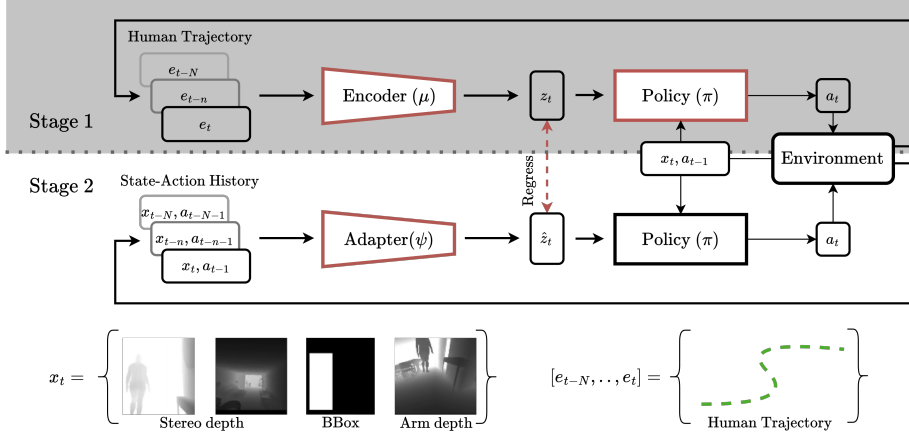 Human Trajectory
e_{t−N}
e_{t−n}
e_t
Encoder (μ)
z_t
Policy (π)
a_t
Stage 1
x_t, a_{t−1}
Environment
Stage 2
Regress
State-Action History
x_{t−N}, a_{t−N−1}
x_{t−n}, a_{t−n−1}
x_t, a_{t−1}
Adapter(ψ)
ẑ_t
Policy (π)
a_t
x_t =
Stereo depth
BBox
Arm depth
[e_{t−N}, . . , e_t] =
Human Trajectory